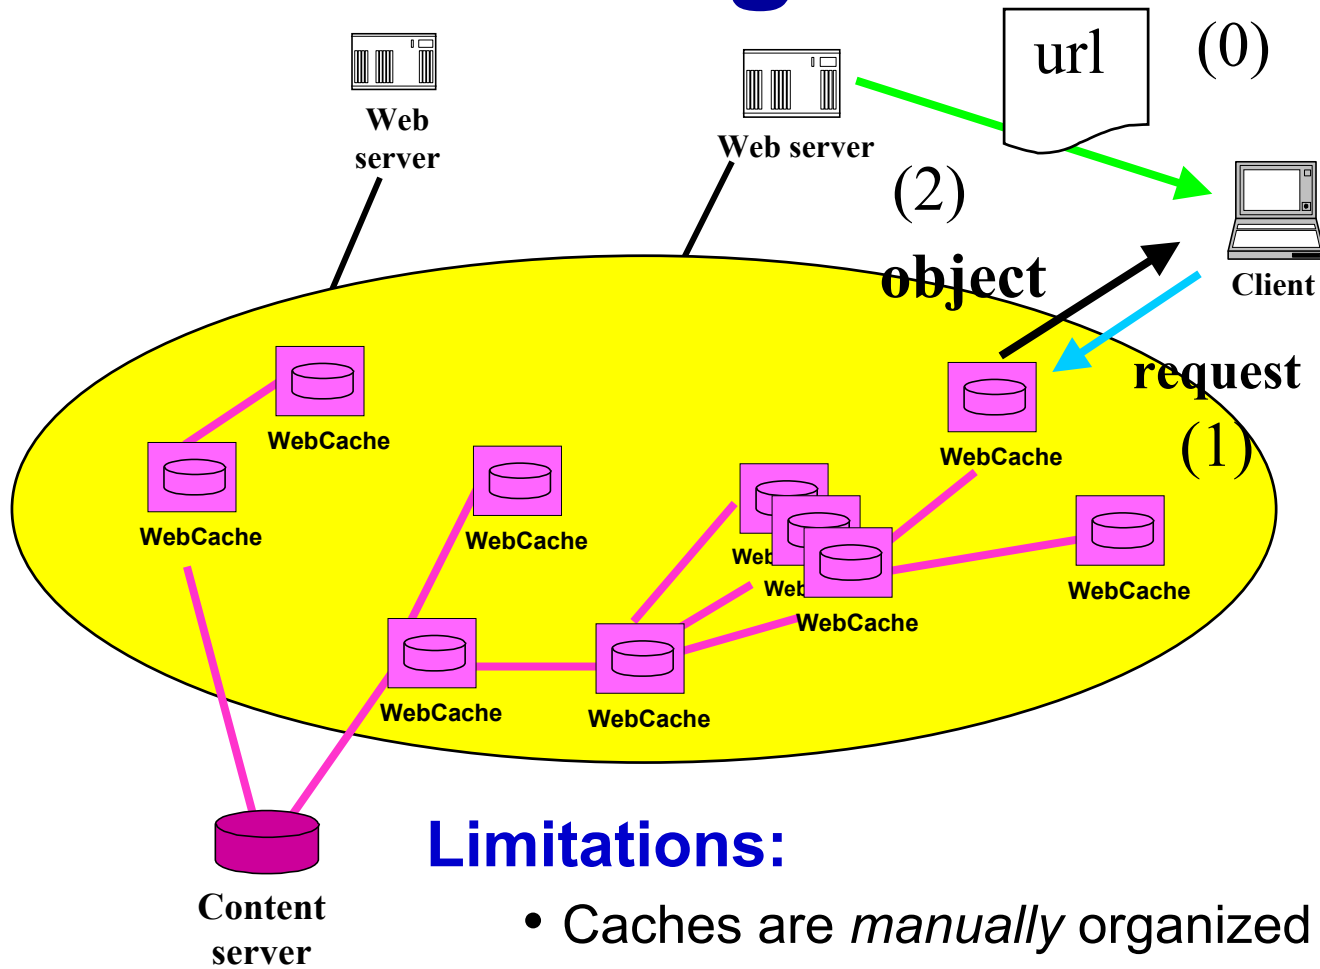 url
(0)
Web
server
Web server
(2)
object
Client
request
(1)
WebCache
WebCache
WebCache
WebCache
WebCache
WebCache
WebCache
WebCache
Content
server
Limitations:
• Caches are manually organized